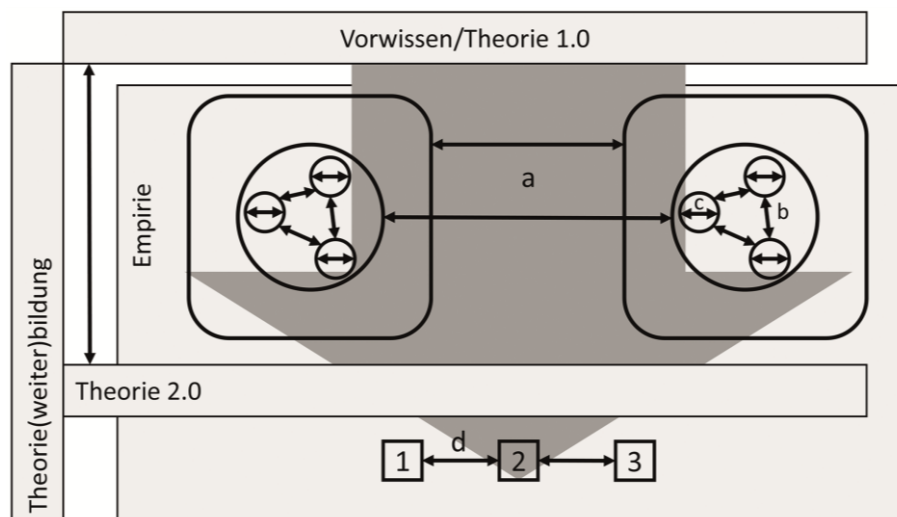 Vorwissen/Theorie 1.0
Theorie(weiter)bildung
Empirie
a
c
b
Theorie 2.0
d
1
2
3